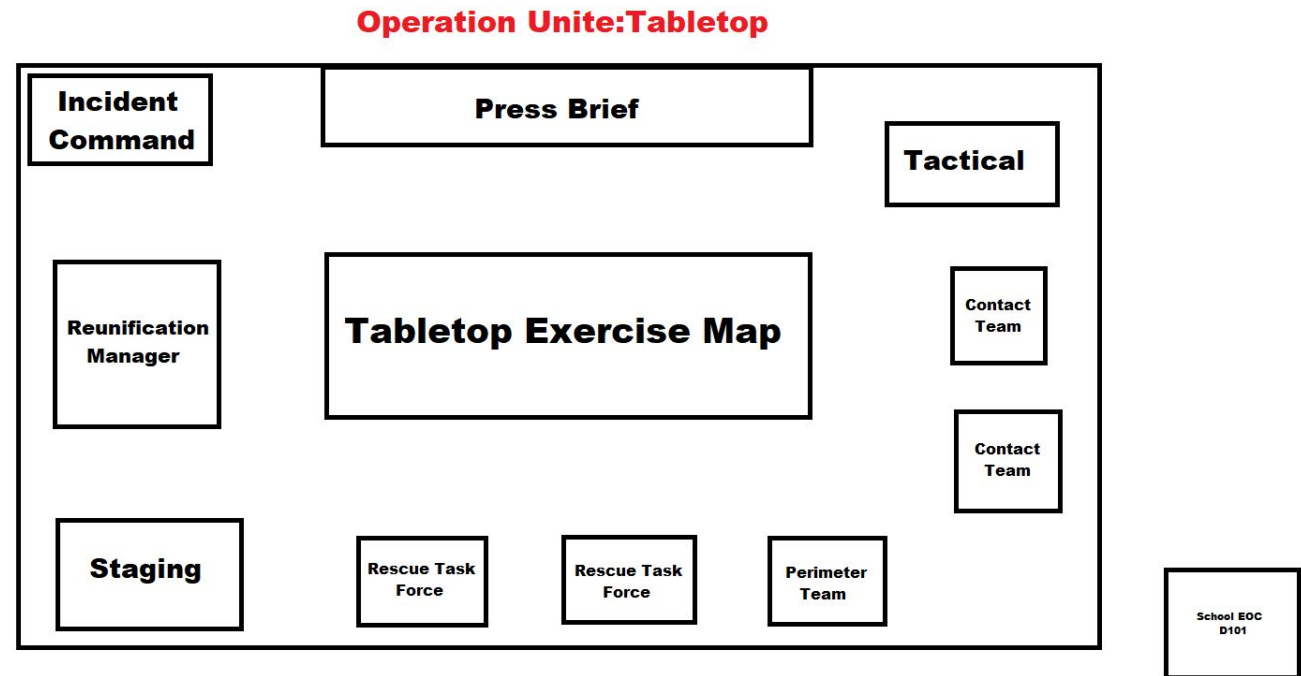 Operation Unite:Tabletop
Incident
Command
Press Brief
Tactical
Reunification
Manager
Tabletop Exercise Map
Contact
Team
Contact
Team
Staging
Rescue Task
Force
Rescue Task
Force
Perimeter
Team
School EOC
D101